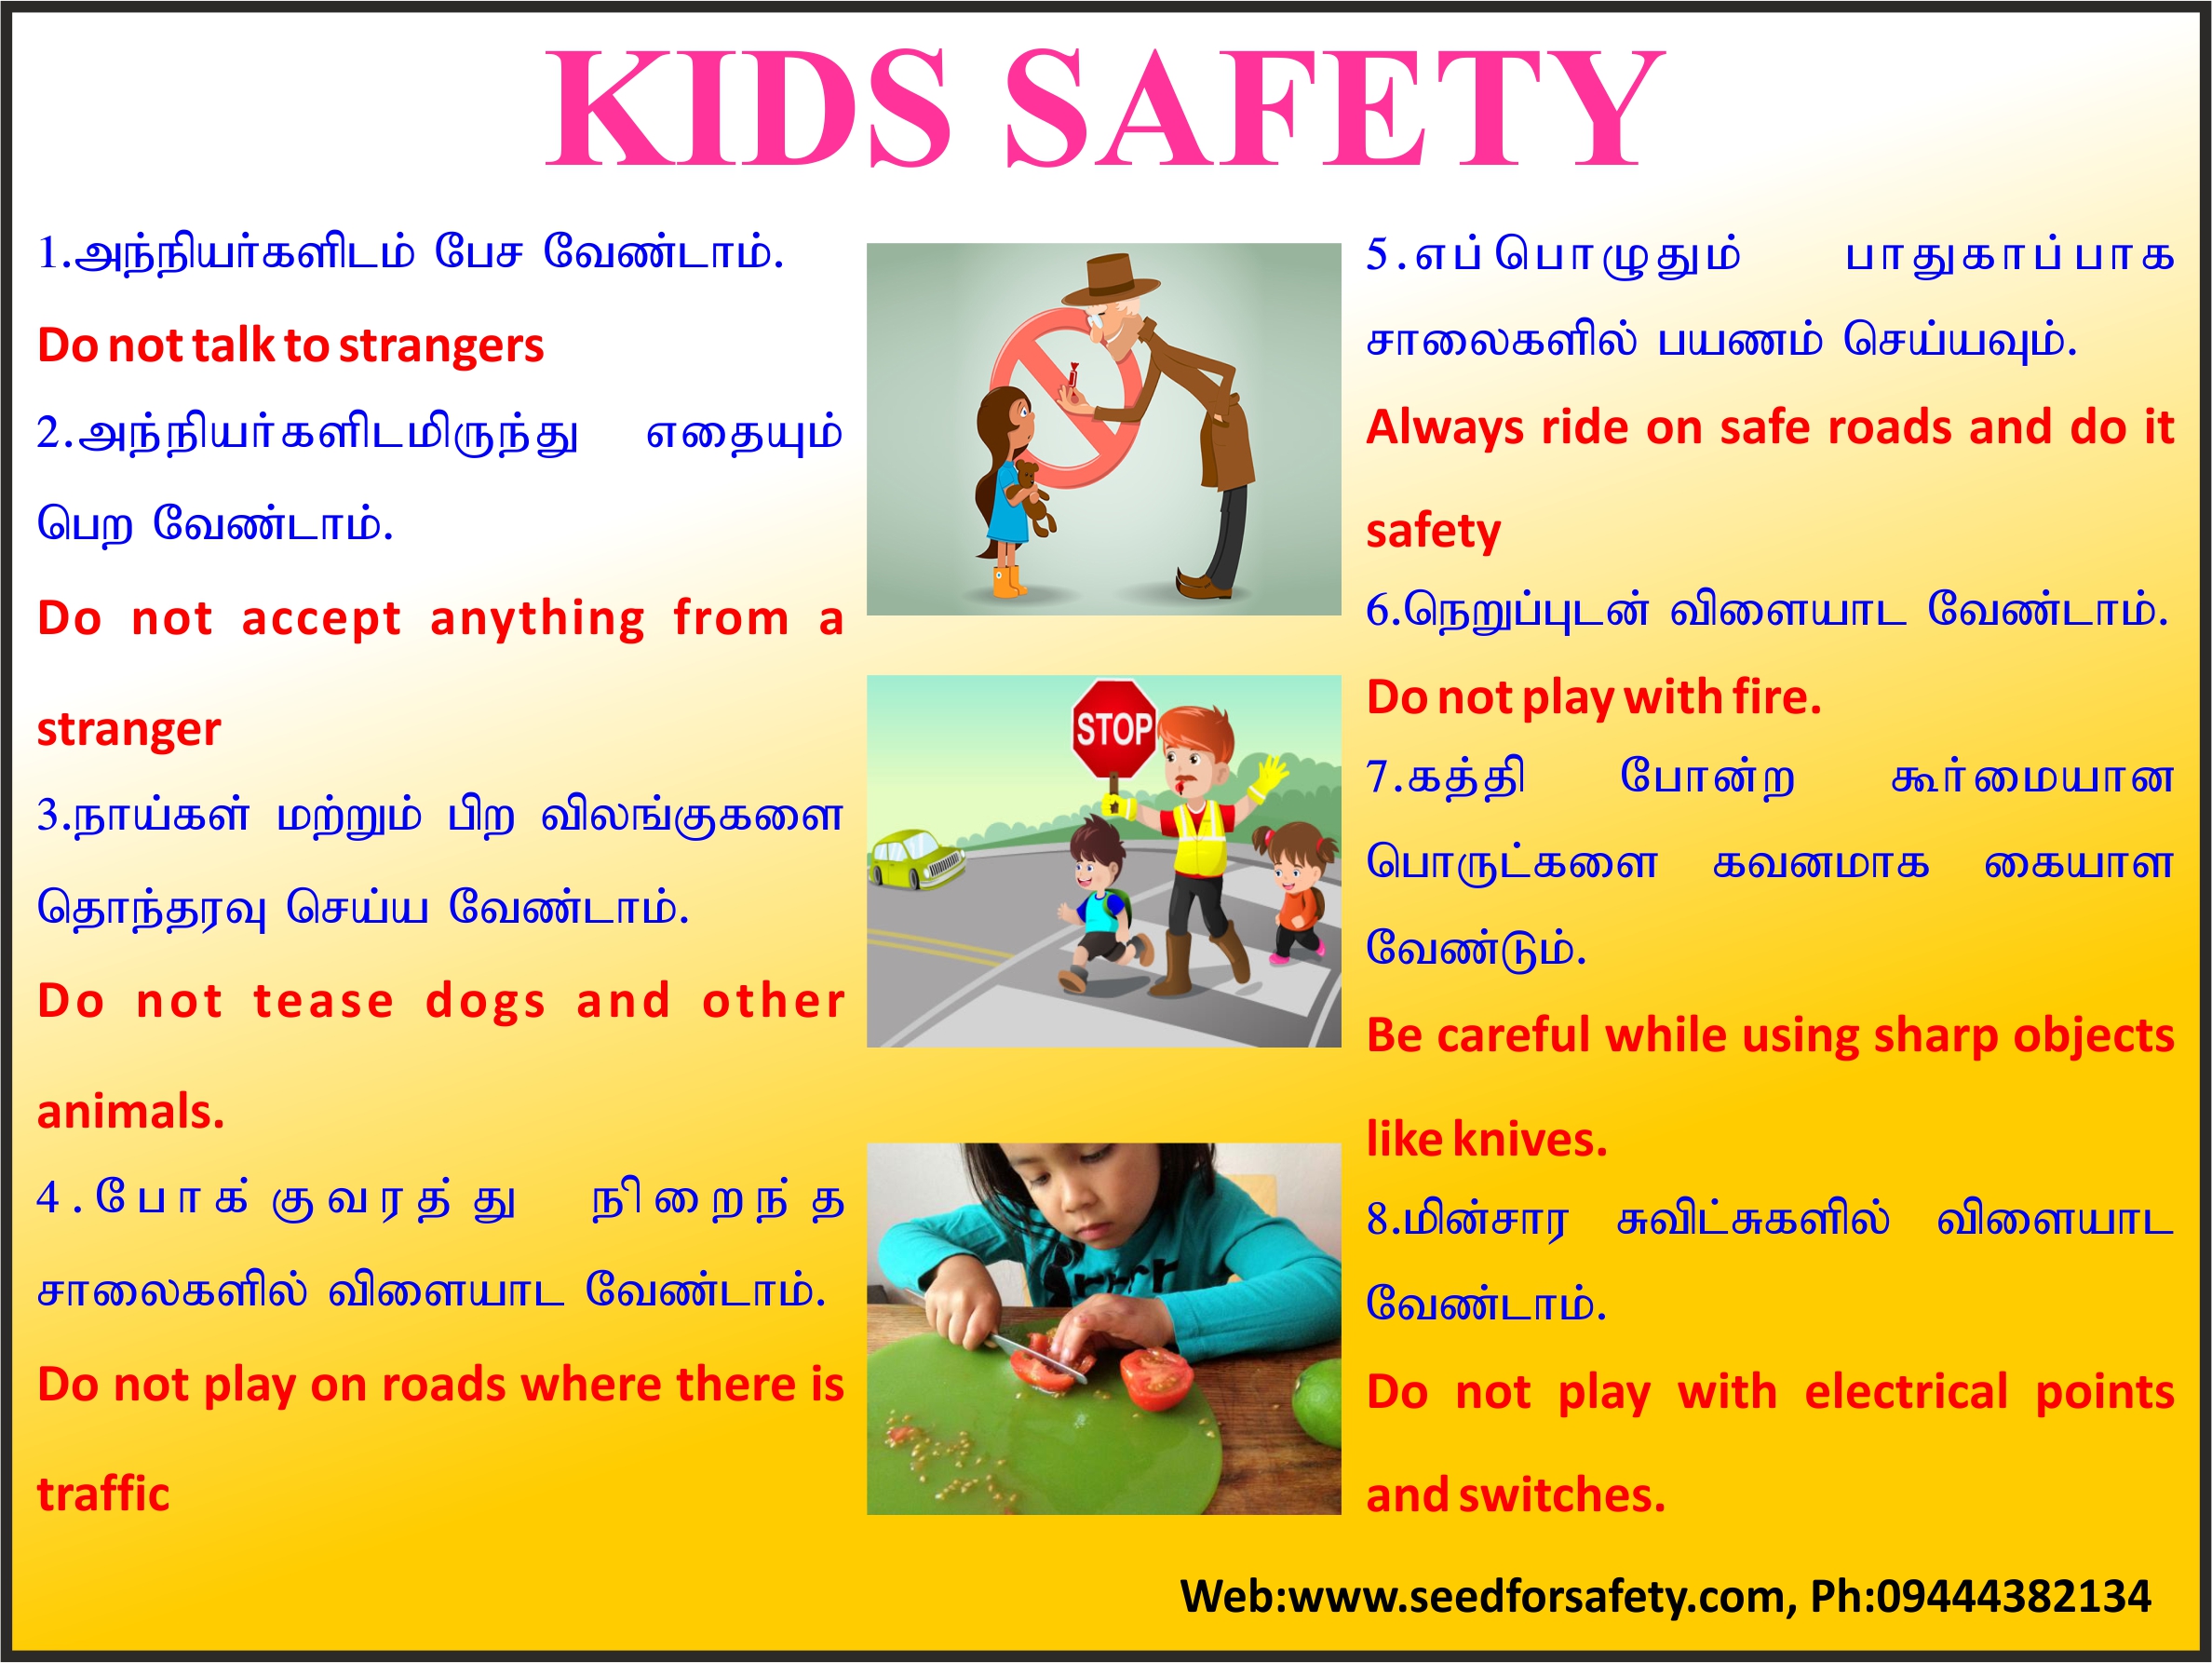 KIDS SAFETY
1.அந்நியர்களிடம் பேச வேண்டாம்.
Do not talk to strangers
2.அந்நியர்களிடமிருந்து எதையும்
பெற வேண்டாம்.
Do not accept anything from a
stranger
3.நாய்கள் மற்றும் பிற விலங்குகளை
தொந்தரவு செய்ய வேண்டாம்.
Do not tease dogs and other
animals.
4.போக்குவரத்து நிறைந்த
சாலைகளில் விளையாட வேண்டாம்.
Do not play on roads where there is
traffic
STOP
5.எப்பொழுதும் பாதுகாப்பாக
சாலைகளில் பயணம் செய்யவும்.
Always ride on safe roads and do it
safety
6.நெறுப்புடன் விளையாட வேண்டாம்.
Do not play with fire.
7.கத்தி போன்ற கூர்மையான
பொருட்களை கவனமாக கையாள
வேண்டும்.
Be careful while using sharp objects
like knives.
8.மின்சார சுவிட்சுகளில் விளையாட
வேண்டாம்.
Do not play with electrical points
and switches.
Web:www.seedforsafety.com, Ph:09444382134